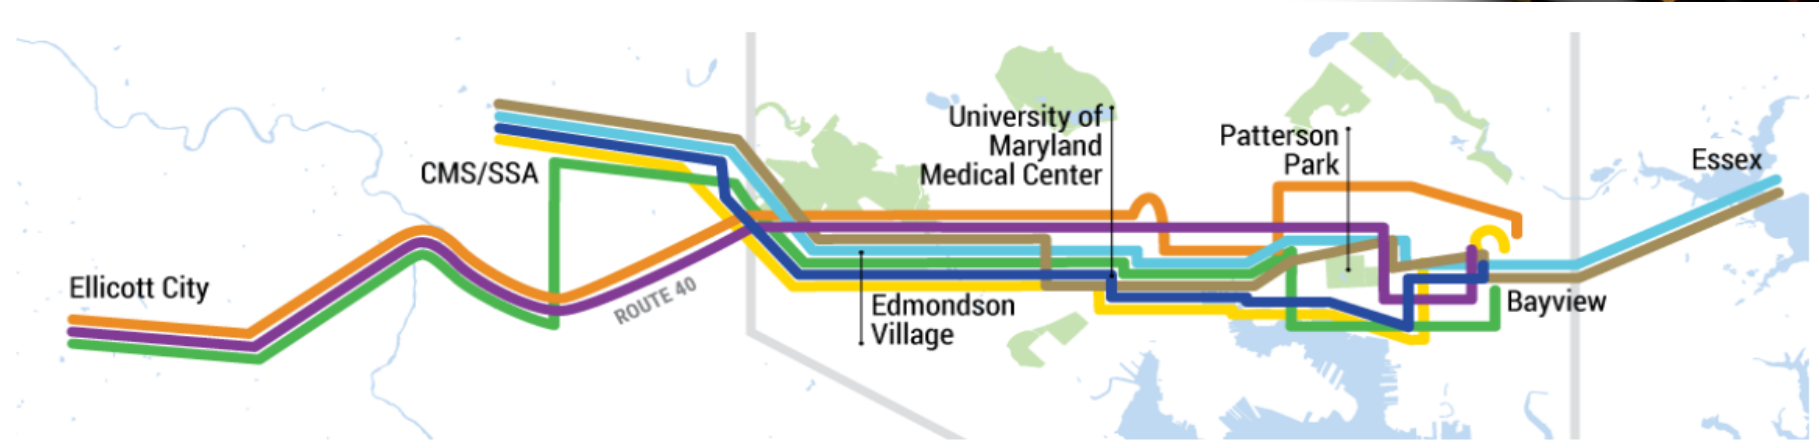 University of
Maryland
Medical Center
Patterson
Park
Essex
CMS/SSA
Ellicott City
ROUTE 40
Edmondson
Village
Bayview